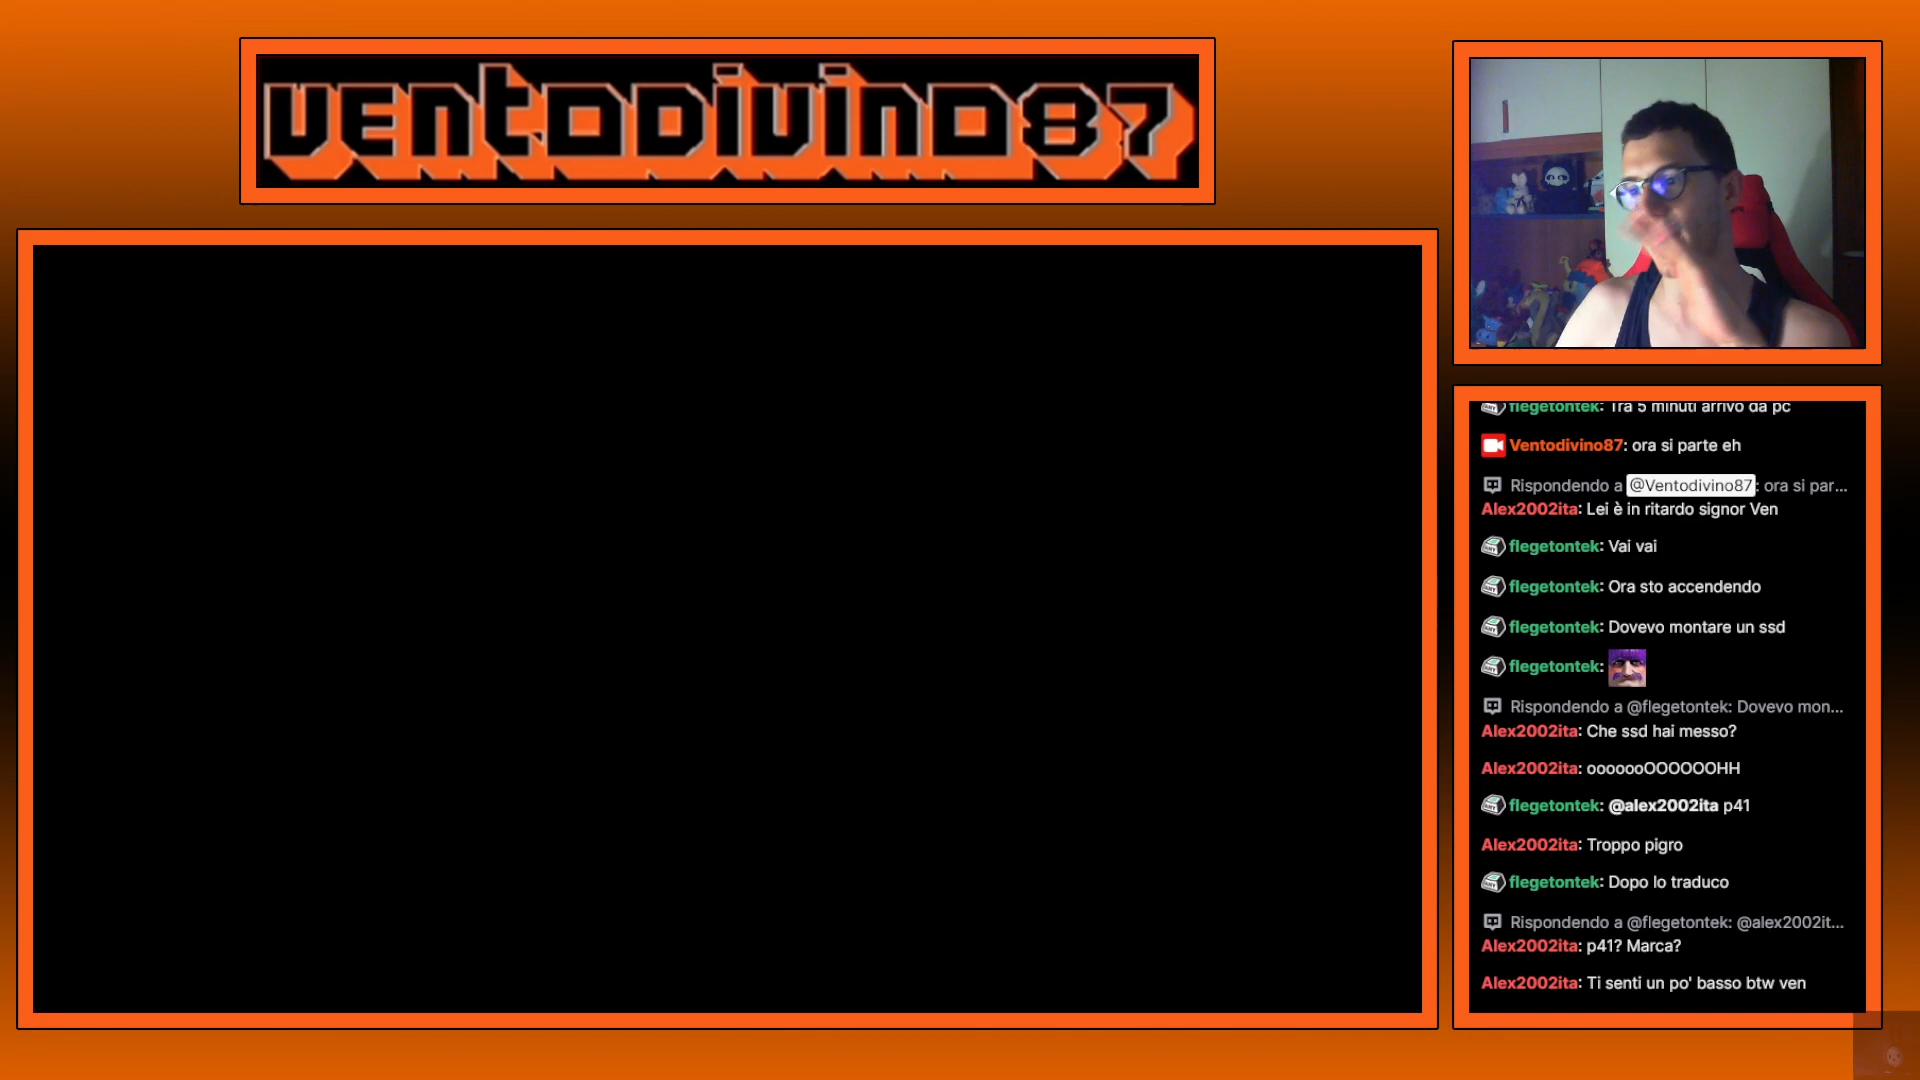 ventodivino87
flegetontek: Tra 5 minuti arrivo da pc
Ventodivino87: ora si parte eh
Rispondendo a @Ventodivino87: ora si par...
Alex2002ita: Lei è in ritardo signor Ven
flegetontek: Vai vai
flegetontek: Ora sto accendendo
flegetontek: Dovevo montare un ssd
flegetontek:
Rispondendo a @flegetontek: Dovevo mon...
Alex2002ita: Che ssd hai messo?
Alex2002ita: ooooooOOOOOOHH
flegetontek: @alex2002ita p41
Alex2002ita: Troppo pigro
flegetontek: Dopo lo traduco
Rispondendo a @flegetontek: @alex2002it...
Alex2002ita: p41? Marca?
Alex2002ita: Ti senti un po' basso btw ven